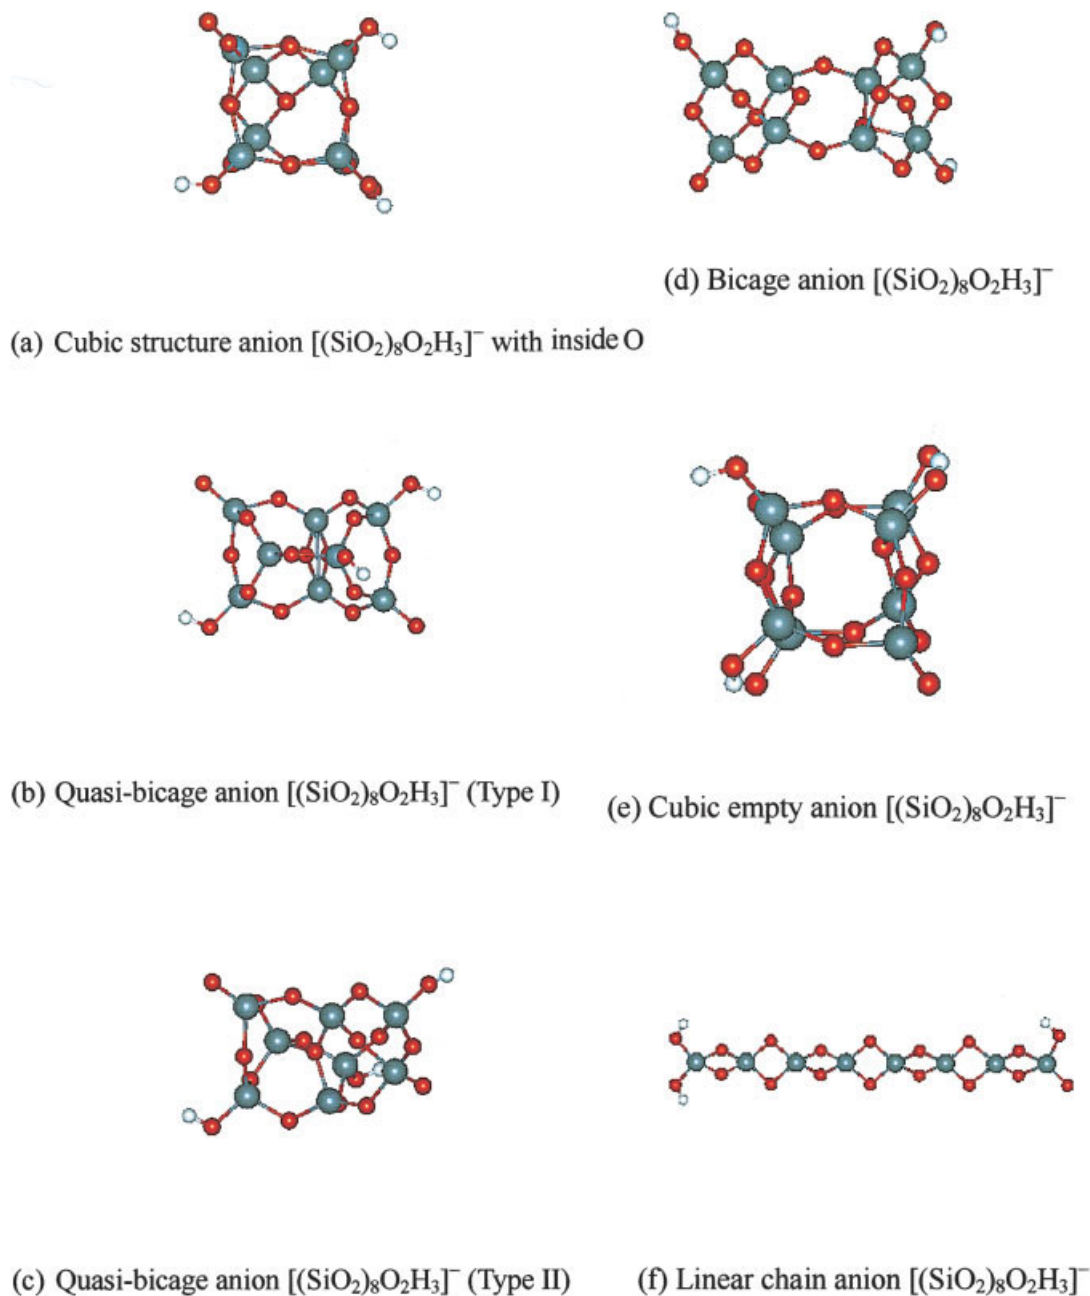 (a) Cubic structure anion [(SiO₂)₈O₂H₃]⁻ with inside O
(b) Quasi-bicage anion [(SiO₂)₈O₂H₃]⁻ (Type I)
(c) Quasi-bicage anion [(SiO₂)₈O₂H₃]⁻ (Type II)
(d) Bicage anion [(SiO₂)₈O₂H₃]⁻
(e) Cubic empty anion [(SiO₂)₈O₂H₃]⁻
(f) Linear chain anion [(SiO₂)₈O₂H₃]⁻